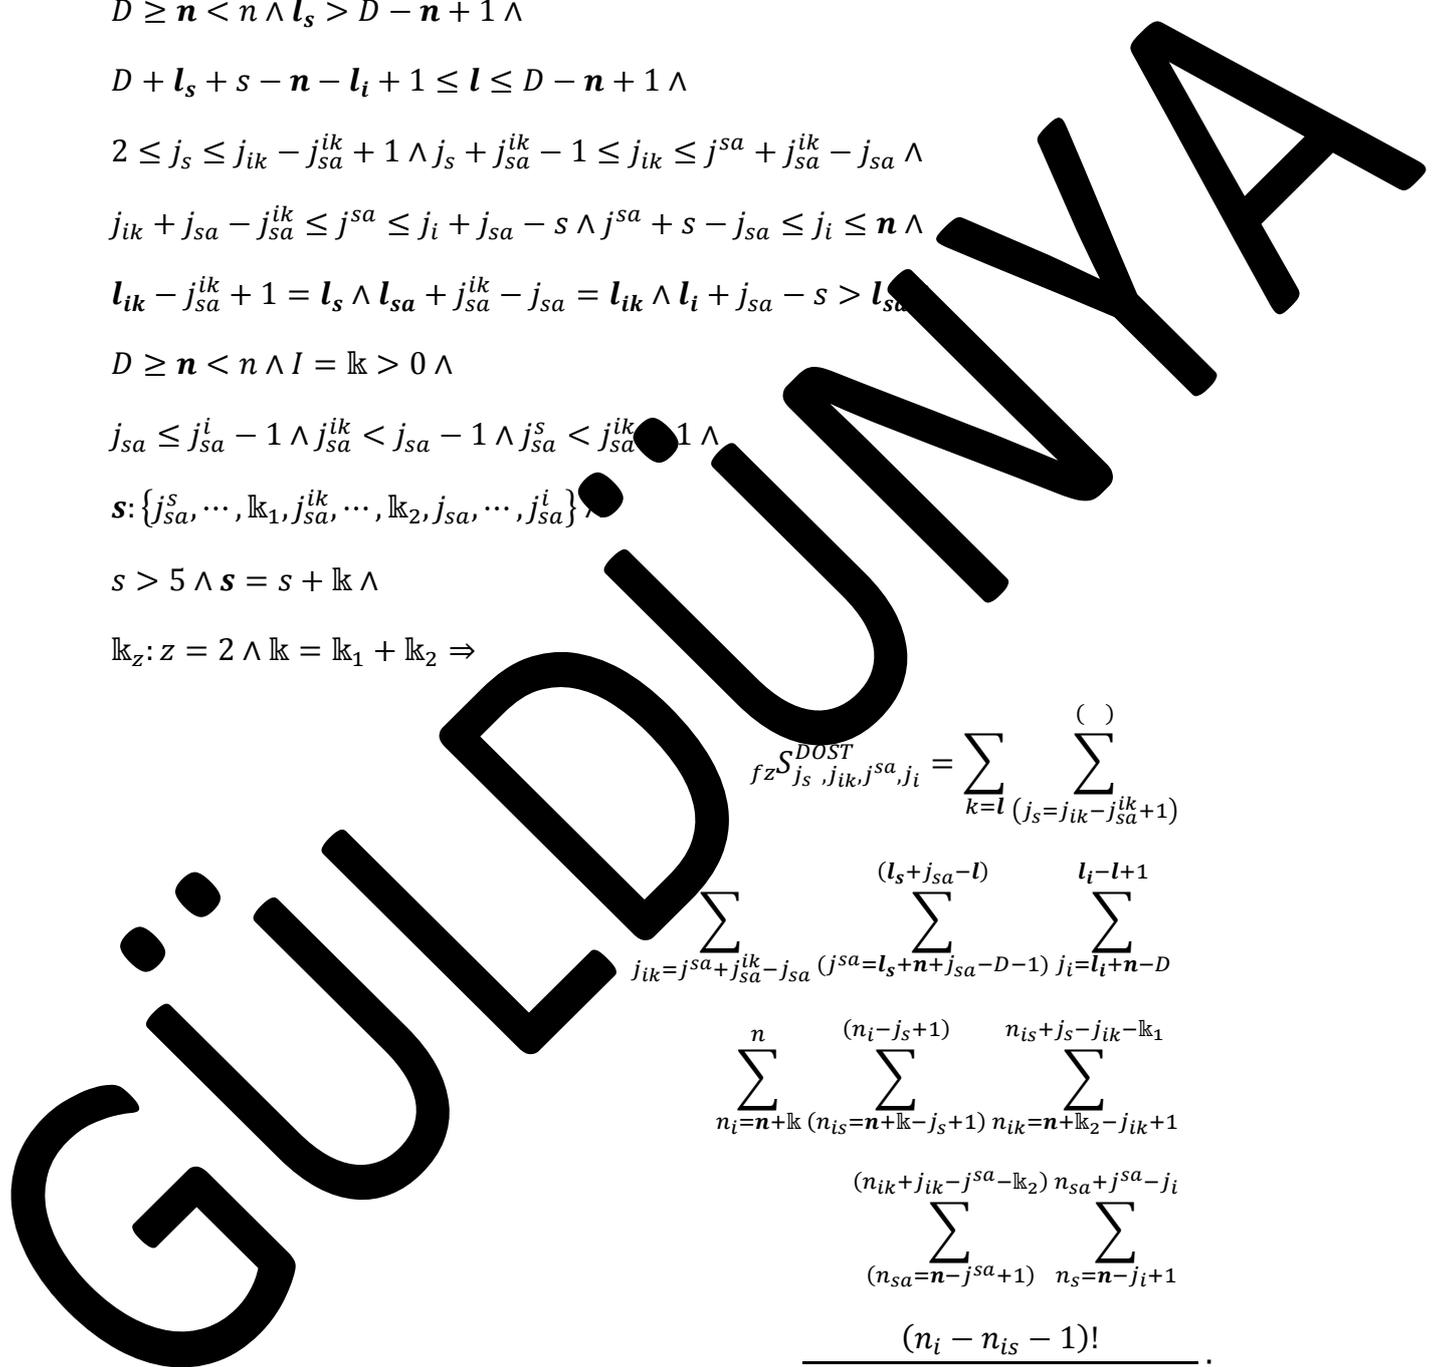 D ≥ n < n ∧ l_s > D − n + 1 ∧
D + l_s + s − n − l_i + 1 ≤ l ≤ D − n + 1 ∧
2 ≤ j_s ≤ j_{ik} − j_{sa}^{ik} + 1 ∧ j_s + j_{sa}^{ik} − 1 ≤ j_{ik} ≤ j^{sa} + j_{sa}^{ik} − j_{sa} ∧
j_{ik} + j_{sa} − j_{sa}^{ik} ≤ j^{sa} ≤ j_i + j_{sa} − s ∧ j^{sa} + s − j_{sa} ≤ j_i ≤ n ∧
l_{ik} − j_{sa}^{ik} + 1 = l_s ∧ l_{sa} + j_{sa}^{ik} − j_{sa} = l_{ik} ∧ l_i + j_{sa} − s > l_{sa}
D ≥ n < n ∧ I = 𝕜 > 0 ∧
j_{sa} ≤ j_{sa}^{i} − 1 ∧ j_{sa}^{ik} < j_{sa} − 1 ∧ j_{sa}^{s} < j_{sa}^{ik} 1 ∧
s: {j_{sa}^{s}, ⋯ , 𝕜_1, j_{sa}^{ik}, ⋯ , 𝕜_2, j_{sa}, ⋯ , j_{sa}^{i}} ∧
s > 5 ∧ s = s + 𝕜 ∧
𝕜_z: z = 2 ∧ 𝕜 = 𝕜_1 + 𝕜_2 ⇒
_{fz}S_{j_s ,j_{ik},j^{sa},j_i}^{DOST} = ∑_{k=l} ∑_{(j_s=j_{ik}−j_{sa}^{ik}+1)}^{( )}
∑_{j_{ik}=j^{sa}+j_{sa}^{ik}−j_{sa}} ∑_{(j^{sa}=l_s+n+j_{sa}−D−1)}^{(l_s+j_{sa}−l)} ∑_{j_i=l_i+n−D}^{l_i−l+1}
∑_{n_i=n+𝕜}^{n} ∑_{(n_{is}=n+𝕜−j_s+1)}^{(n_i−j_s+1)} ∑_{n_{ik}=n+𝕜_2−j_{ik}+1}^{n_{is}+j_s−j_{ik}−𝕜_1}
∑_{(n_{sa}=n−j^{sa}+1)}^{(n_{ik}+j_{ik}−j^{sa}−𝕜_2)} ∑_{n_s=n−j_i+1}^{n_{sa}+j^{sa}−j_i}
(n_i − n_{is} − 1)! .
GÜLDÜNYA